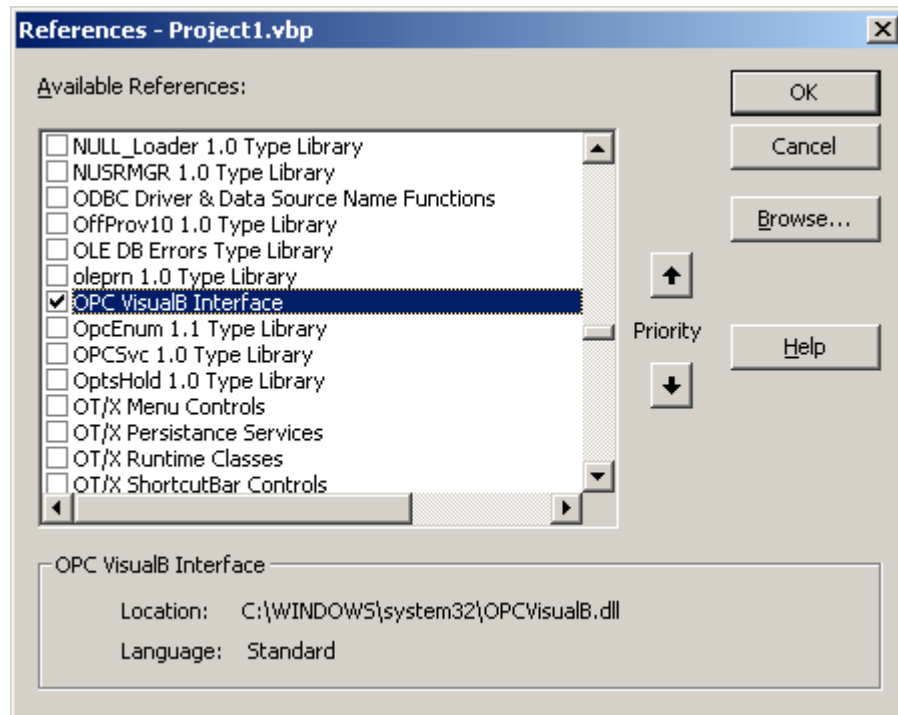 References - Project1.vbp
Available References:
OK
Cancel
Browse...
Help
NULL_Loader 1.0 Type Library
NUSRMGR 1.0 Type Library
ODBC Driver & Data Source Name Functions
OffProv10 1.0 Type Library
OLE DB Errors Type Library
oleprn 1.0 Type Library
OPC VisualB Interface
OpcEnum 1.1 Type Library
OPCSvc 1.0 Type Library
OptsHold 1.0 Type Library
OT/X Menu Controls
OT/X Persistance Services
OT/X Runtime Classes
OT/X ShortcutBar Controls
Priority
OPC VisualB Interface
Location: C:\WINDOWS\system32\OPCVisualB.dll
Language: Standard